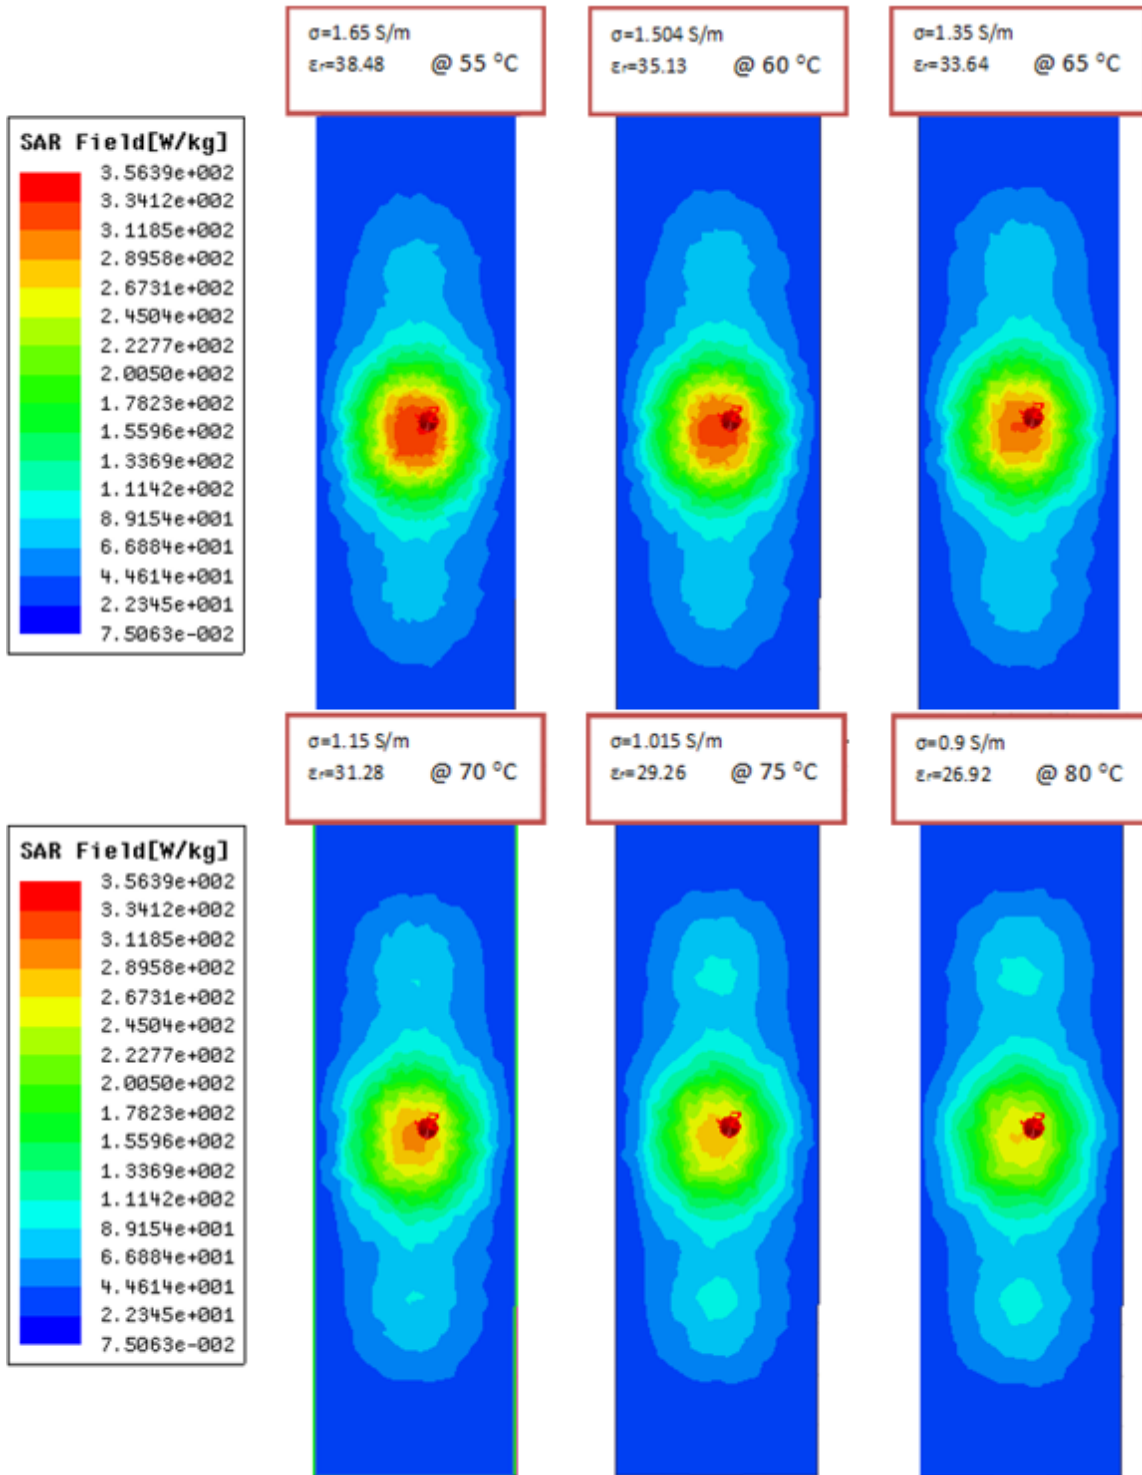 σ=1.65 S/m
εr=38.48 @ 55 °C
σ=1.504 S/m
εr=35.13 @ 60 °C
σ=1.35 S/m
εr=33.64 @ 65 °C
SAR Field[W/kg]
3.5639e+002
3.3412e+002
3.1185e+002
2.8958e+002
2.6731e+002
2.4504e+002
2.2277e+002
2.0050e+002
1.7823e+002
1.5596e+002
1.3369e+002
1.1142e+002
8.9154e+001
6.6884e+001
4.4614e+001
2.2345e+001
7.5063e-002
σ=1.15 S/m
εr=31.28 @ 70 °C
σ=1.015 S/m
εr=29.26 @ 75 °C
σ=0.9 S/m
εr=26.92 @ 80 °C
SAR Field[W/kg]
3.5639e+002
3.3412e+002
3.1185e+002
2.8958e+002
2.6731e+002
2.4504e+002
2.2277e+002
2.0050e+002
1.7823e+002
1.5596e+002
1.3369e+002
1.1142e+002
8.9154e+001
6.6884e+001
4.4614e+001
2.2345e+001
7.5063e-002